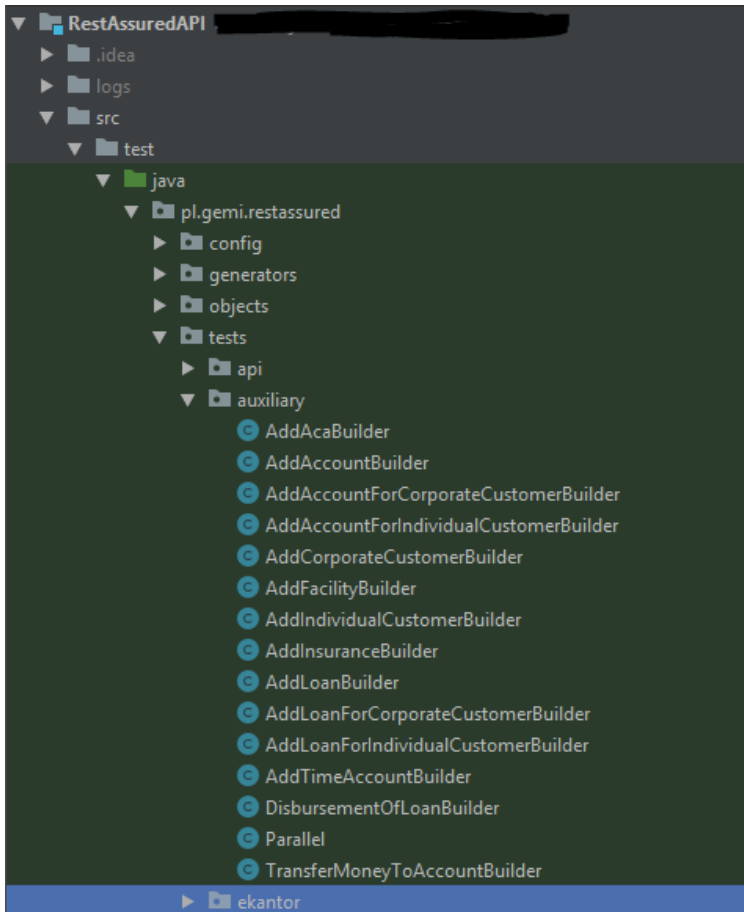 RestAssuredAPI
.idea
logs
src
test
java
pl.gemi.restassured
config
generators
objects
tests
api
auxiliary
AddAcaBuilder
AddAccountBuilder
AddAccountForCorporateCustomerBuilder
AddAccountForIndividualCustomerBuilder
AddCorporateCustomerBuilder
AddFacilityBuilder
AddIndividualCustomerBuilder
AddInsuranceBuilder
AddLoanBuilder
AddLoanForCorporateCustomerBuilder
AddLoanForIndividualCustomerBuilder
AddTimeAccountBuilder
DisbursementOfLoanBuilder
Parallel
TransferMoneyToAccountBuilder
ekantor